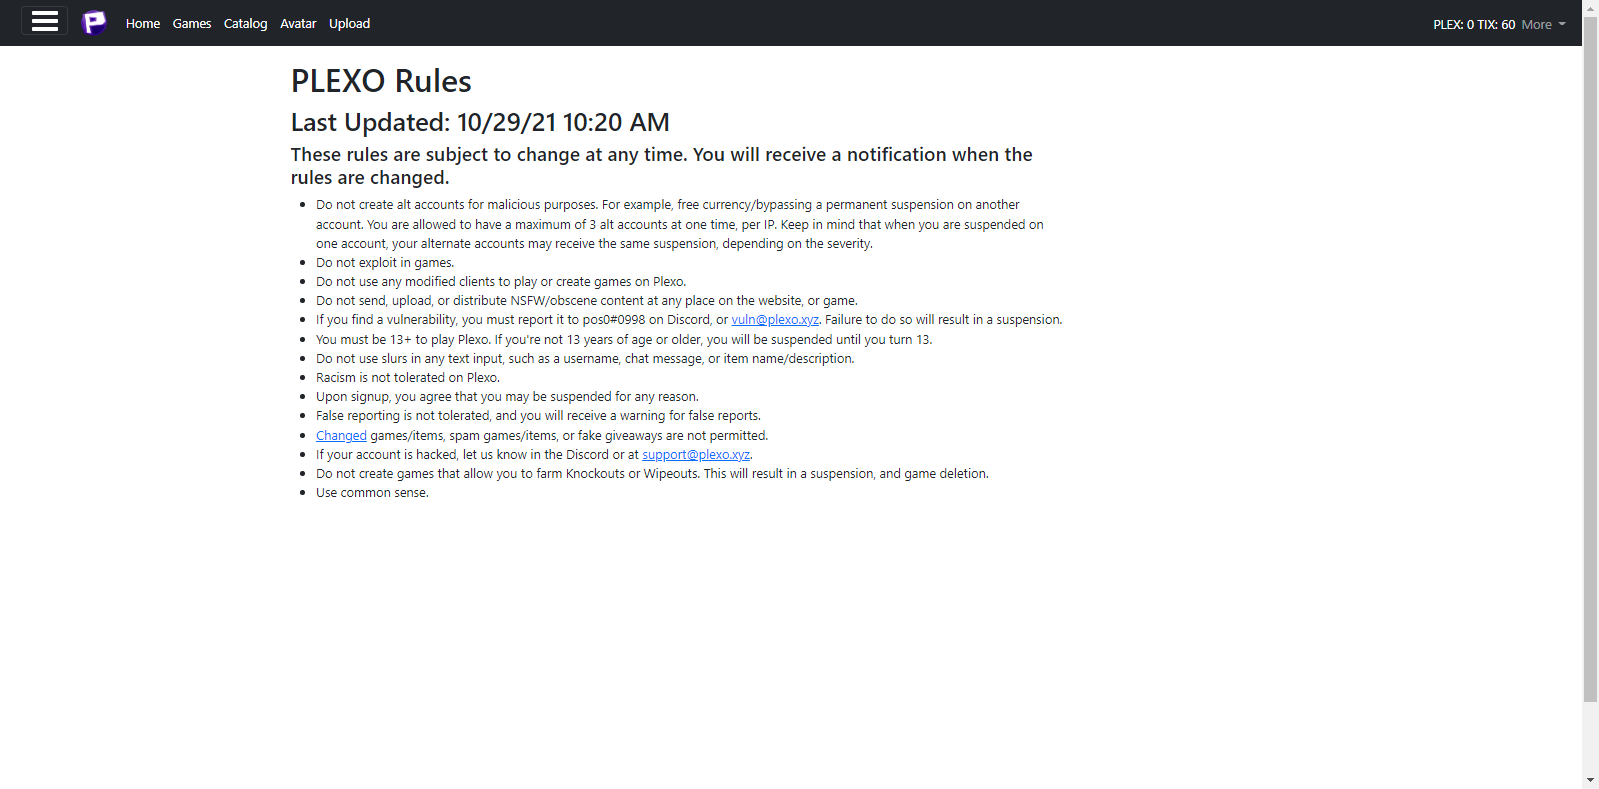 Home Games Catalog Avatar Upload PLEX: 0 TIX: 60 More
PLEXO Rules
Last Updated: 10/29/21 10:20 AM
These rules are subject to change at any time. You will receive a notification when the
rules are changed.
Do not create alt accounts for malicious purposes. For example, free currency/bypassing a permanent suspension on another
account. You are allowed to have a maximum of 3 alt accounts at one time, per IP. Keep in mind that when you are suspended on
one account, your alternate accounts may receive the same suspension, depending on the severity.
Do not exploit in games.
Do not use any modified clients to play or create games on Plexo.
Do not send, upload, or distribute NSFW/obscene content at any place on the website, or game.
If you find a vulnerability, you must report it to pos0#0998 on Discord, or vuln@plexo.xyz. Failure to do so will result in a suspension.
You must be 13+ to play Plexo. If you're not 13 years of age or older, you will be suspended until you turn 13.
Do not use slurs in any text input, such as a username, chat message, or item name/description.
Racism is not tolerated on Plexo.
Upon signup, you agree that you may be suspended for any reason.
False reporting is not tolerated, and you will receive a warning for false reports.
Changed games/items, spam games/items, or fake giveaways are not permitted.
If your account is hacked, let us know in the Discord or at support@plexo.xyz.
Do not create games that allow you to farm Knockouts or Wipeouts. This will result in a suspension, and game deletion.
Use common sense.